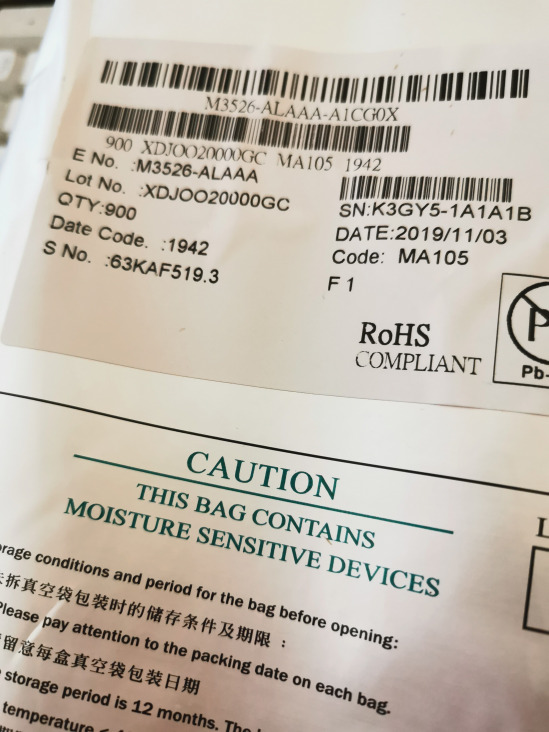 M3526-ALAAA-A1CG0X
900 XDJOO20000GC MA105 1942
E No. :M3526-ALAAA
Lot No. :XDJOO20000GC
QTY:900
Date Code. :1942
S No. :63KAF519.3
SN:K3GY5-1A1A1B
DATE:2019/11/03
Code: MA105
F 1
RoHS
COMPLIANT
Pb-
CAUTION
THIS BAG CONTAINS
MOISTURE SENSITIVE DEVICES
conditions and period for the bag before opening:
拆真空袋包装时的储存条件及期限：
Please pay attention to the packing date on each bag.
留意每盒真空袋包装日期
storage period is 12 months. The
temperature